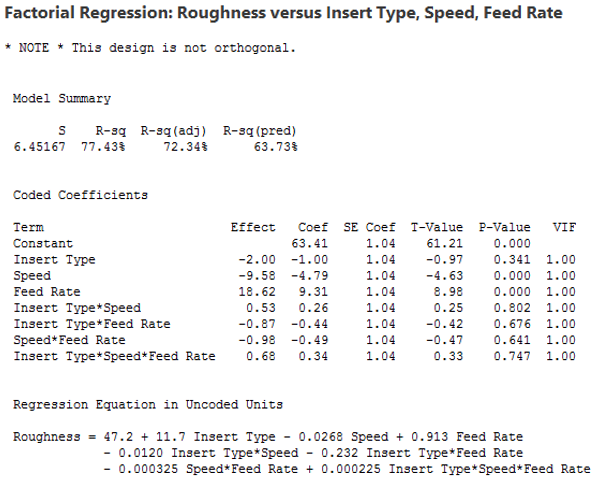 Factorial Regression: Roughness versus Insert Type, Speed, Feed Rate
* NOTE * This design is not orthogonal.
Model Summary
S R-sq R-sq(adj) R-sq(pred)
6.45167 77.43% 72.34% 63.73%
Coded Coefficients
Term Effect Coef SE Coef T-Value P-Value VIF
Constant 63.41 1.04 61.21 0.000
Insert Type -2.00 -1.00 1.04 -0.97 0.341 1.00
Speed -9.58 -4.79 1.04 -4.63 0.000 1.00
Feed Rate 18.62 9.31 1.04 8.98 0.000 1.00
Insert Type*Speed 0.53 0.26 1.04 0.25 0.802 1.00
Insert Type*Feed Rate -0.87 -0.44 1.04 -0.42 0.676 1.00
Speed*Feed Rate -0.98 -0.49 1.04 -0.47 0.641 1.00
Insert Type*Speed*Feed Rate 0.68 0.34 1.04 0.33 0.747 1.00
Regression Equation in Uncoded Units
Roughness = 47.2 + 11.7 Insert Type - 0.0268 Speed + 0.913 Feed Rate
- 0.0120 Insert Type*Speed - 0.232 Insert Type*Feed Rate
- 0.000325 Speed*Feed Rate + 0.000225 Insert Type*Speed*Feed Rate